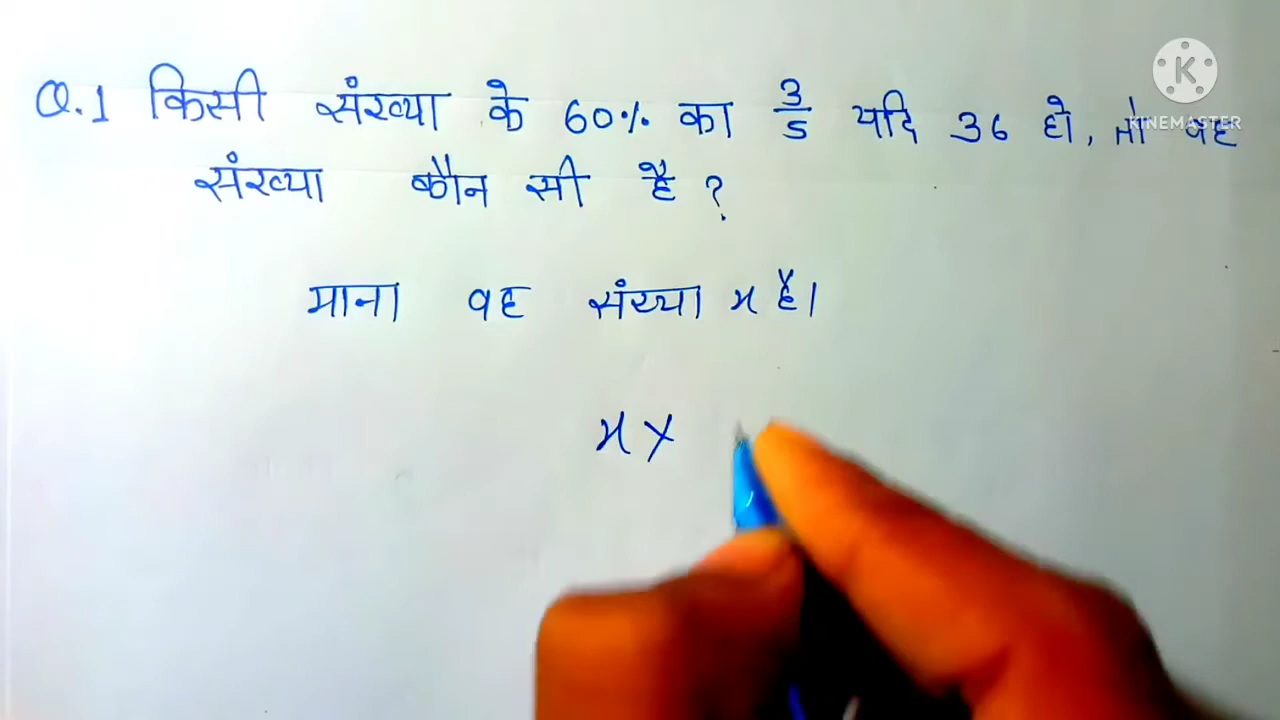 Q.1 किसी संख्या के 60% का 3/5 यदि 36 हो, तो वह
संख्या कौन सी है ?
माना वह संख्या x है।
x ×
K
KINEMASTER